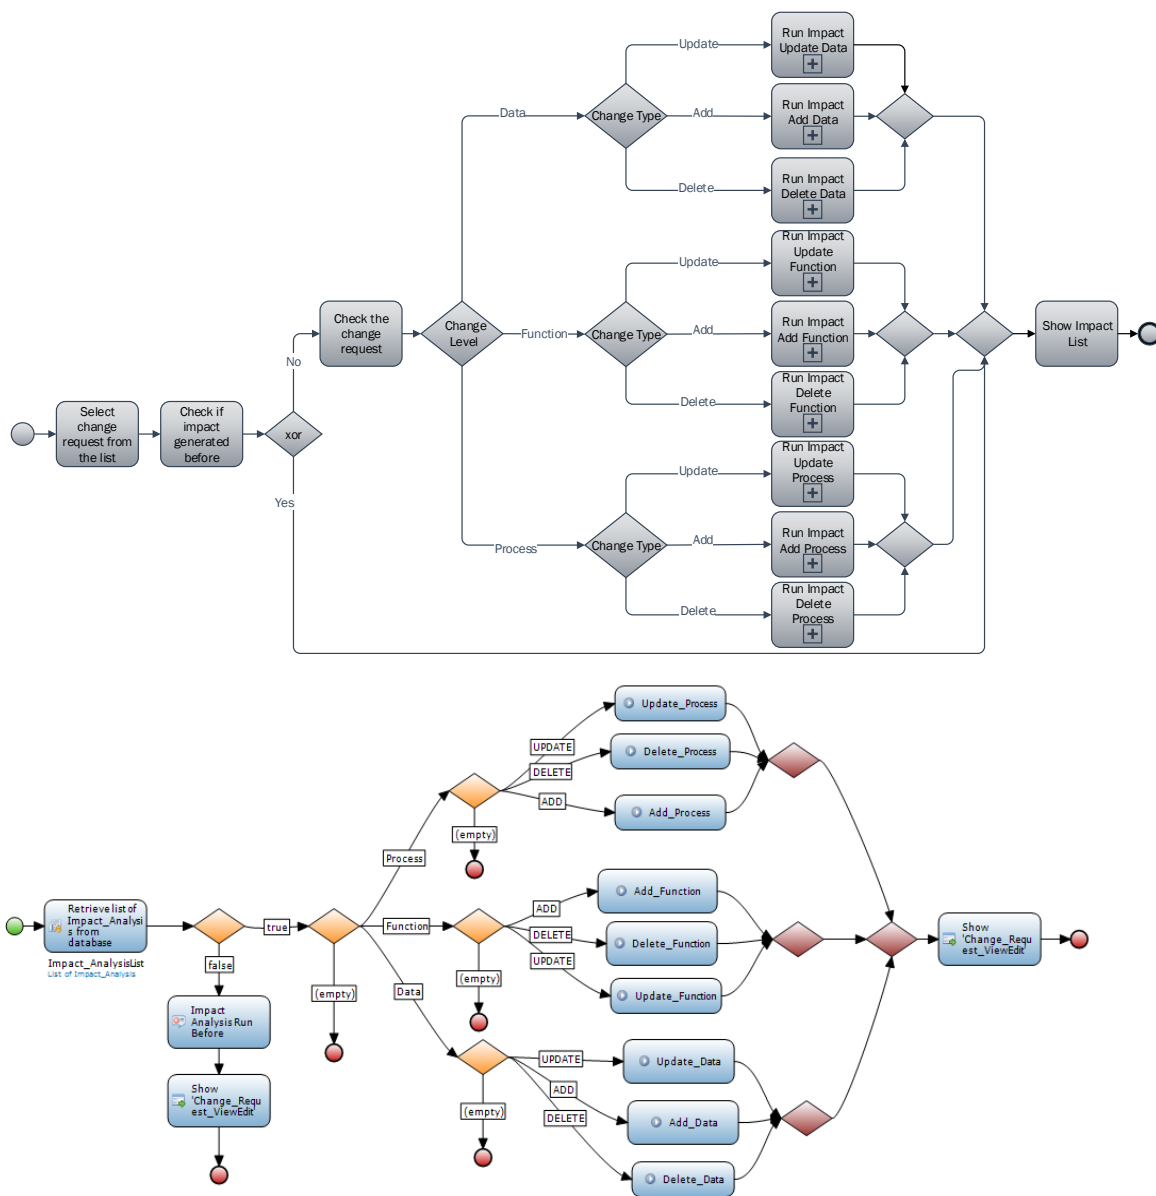 Run Impact
Update Data
Update
Run Impact
Add Data
Data
Change Type
Add
Run Impact
Delete Data
Delete
Run Impact
Update
Function
Update
Check the
change
request
Change
Level
Function
Change Type
Add
Run Impact
Add Function
Show Impact
List
No
Run Impact
Delete
Function
Delete
Select
change
request from
the list
Check if
impact
generated
before
xor
Run Impact
Update
Process
Update
Yes
Process
Change Type
Add
Run Impact
Add Process
Run Impact
Delete
Process
Delete
Update_Process
UPDATE
Delete_Process
DELETE
ADD
Add_Process
(empty)
Process
Retrieve list of
Impact_Analysi
s from
database
Impact_AnalysisList
List of Impact_Analysis
true
Function
ADD
Add_Function
DELETE
Delete_Function
UPDATE
Update_Function
(empty)
Show
'Change_Requ
est_ViewEdit'
false
(empty)
Data
Impact
Analysis Run
Before
Show
'Change_Requ
est_ViewEdit'
UPDATE
Update_Data
ADD
Add_Data
DELETE
Delete_Data
(empty)